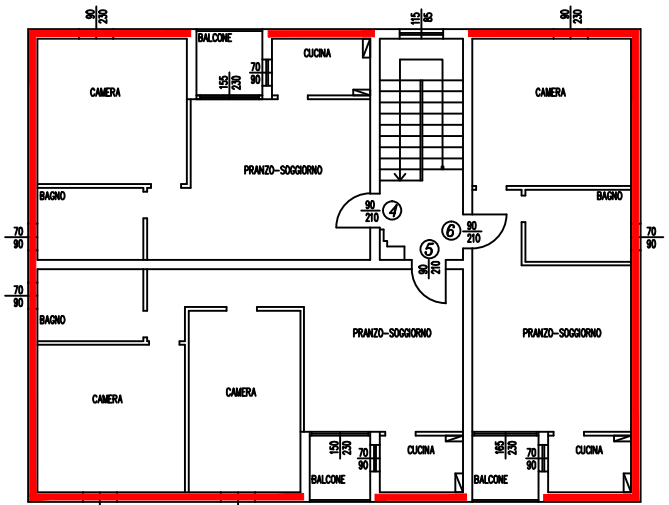 90
230
115
85
90
230
BALCONE
CUCINA
70
90
155
230
CAMERA
CAMERA
PRANZO-SOGGIORNO
BAGNO
BAGNO
90
210
4
6
90
210
70
90
70
90
5
90
210
70
90
BAGNO
PRANZO-SOGGIORNO
PRANZO-SOGGIORNO
CAMERA
CAMERA
150
230
70
90
CUCINA
165
230
70
90
CUCINA
BALCONE
BALCONE